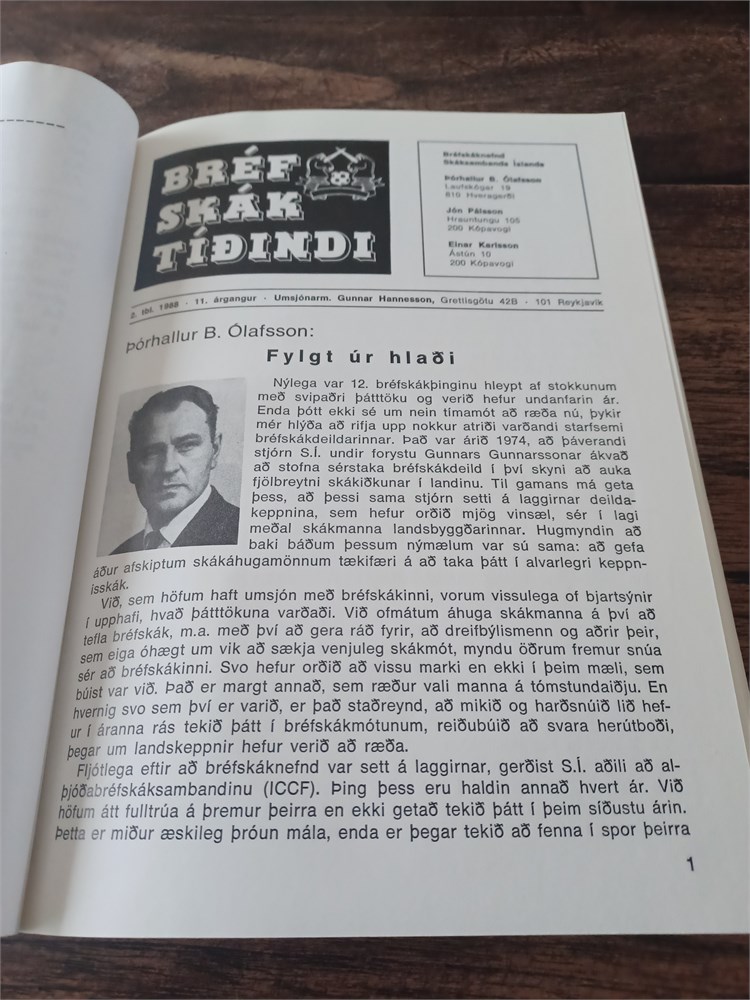 BRÉF
SKÁK
TÍÐINDI
Bréfskáknefnd
Skáksambands Íslands
Þórhallur B. Ólafsson
Laufskógar 19
810 Hveragerði
Jón Pálsson
Hrauntungu 105
200 Kópavogi
Einar Karlsson
Ástún 10
200 Kópavogi
2. tbl. 1988 · 11. árgangur · Umsjónarm. Gunnar Hannesson, Grettisgötu 42B · 101 Reykjavík
Þórhallur B. Ólafsson:
Fylgt úr hlaði
Nýlega var 12. bréfskákþinginu hleypt af stokkunum
með svipaðri þátttöku og verið hefur undanfarin ár.
Enda þótt ekki sé um nein tímamót að ræða nú, þykir
mér hlýða að rifja upp nokkur atriði varðandi starfsemi
bréfskákdeildarinnar. Það var árið 1974, að þáverandi
stjórn S.Í. undir forystu Gunnars Gunnarssonar ákvað
að stofna sérstaka bréfskákdeild í því skyni að auka
fjölbreytni skákiðkunar í landinu. Til gamans má geta
þess, að þessi sama stjórn setti á laggirnar deilda-
keppnina, sem hefur orðið mjög vinsæl, sér í lagi
meðal skákmanna landsbyggðarinnar. Hugmyndin að
baki báðum þessum nýmælum var sú sama: að gefa
áður afskiptum skákáhugamönnum tækifæri á að taka þátt í alvarlegri keppn-
isskák.
Við, sem höfum haft umsjón með bréfskákinni, vorum vissulega of bjartsýnir
í upphafi, hvað þátttökuna varðaði. Við ofmátum áhuga skákmanna á því að
tefla bréfskák, m.a. með því að gera ráð fyrir, að dreifbýlismenn og aðrir þeir,
sem eiga óhægt um vik að sækja venjuleg skákmót, myndu öðrum fremur snúa
sér að bréfskákinni. Svo hefur orðið að vissu marki en ekki í þeim mæli, sem
búist var við. Það er margt annað, sem ræður vali manna á tómstundaiðju. En
hvernig svo sem því er varið, er það staðreynd, að mikið og harðsnúið lið hef-
ur í áranna rás tekið þátt í bréfskákmótunum, reiðubúið að svara herútboði,
þegar um landskeppnir hefur verið að ræða.
Fljótlega eftir að bréfskáknefnd var sett á laggirnar, gerðist S.Í. aðili að al-
þjóðabréfskáksambandinu (ICCF). Þing þess eru haldin annað hvert ár. Við
höfum átt fulltrúa á þremur þeirra en ekki getað tekið þátt í þeim síðustu árin.
Þetta er miður æskileg þróun mála, enda er þegar tekið að fenna í spor þeirra
1